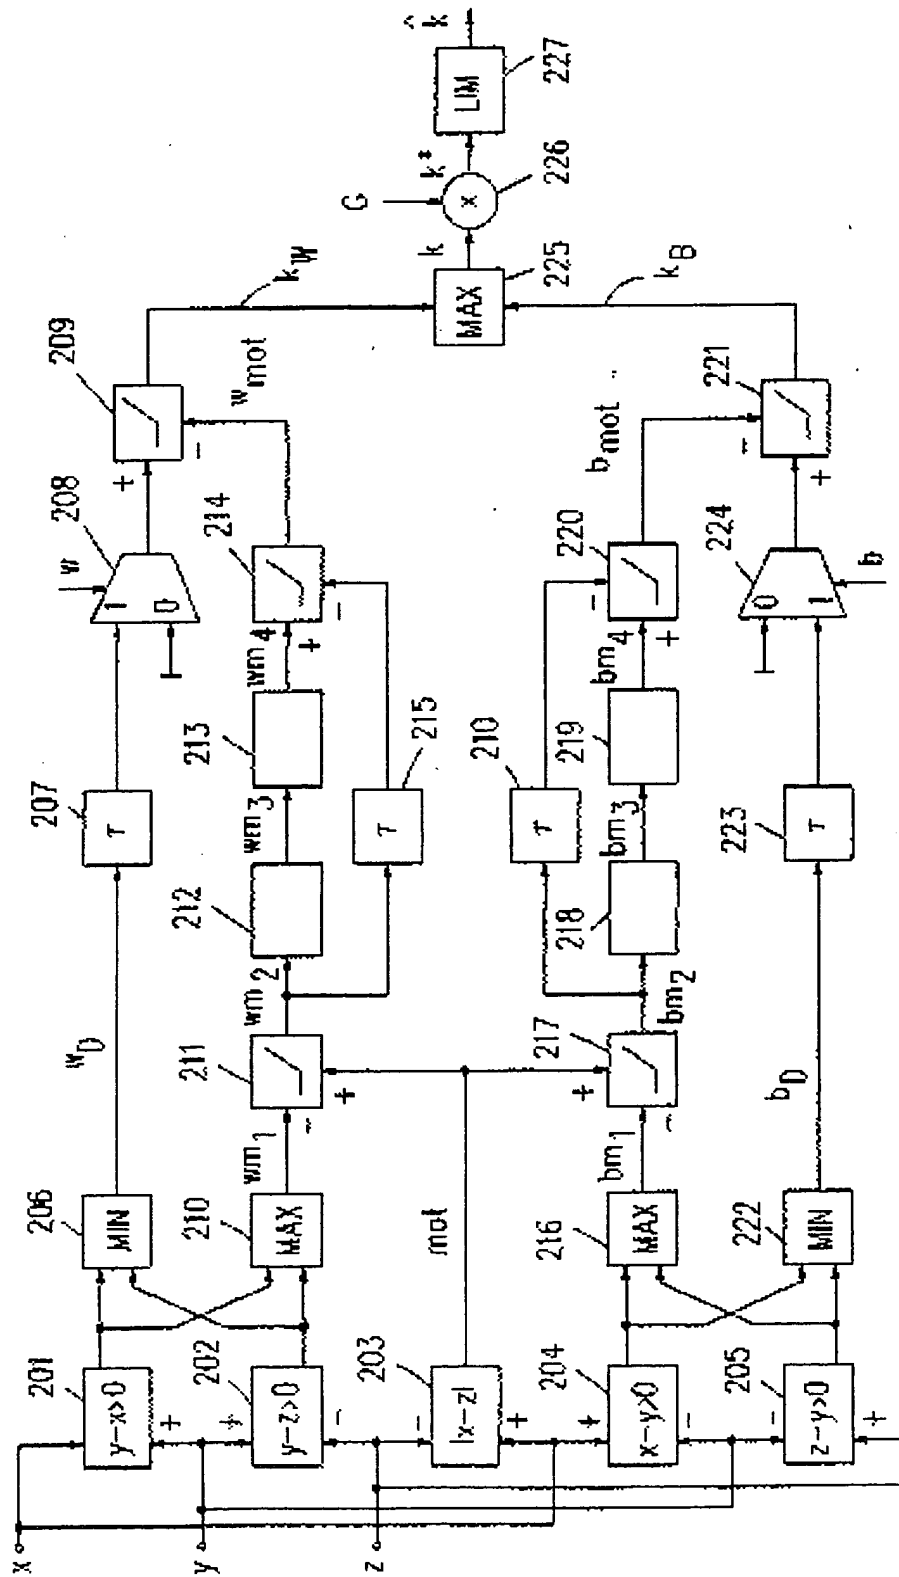 x
y
z
201
y-x>0
+
202
y-z>0
+
-
203
|x-z|
-
+
204
x-y>0
+
-
205
z-y>0
-
+
206
MIN
210
MAX
mot
216
MAX
222
MIN
w_D
wm_1
bm_1
b_D
211
-
+
217
+
-
wm_2
bm_2
212
218
207
τ
wm_3
215
τ
210
τ
bm_3
223
τ
213
219
wm_4
bm_4
w
208
1
0
214
+
-
220
-
+
224
0
1
b
+
209
-
w_mot
b_mot
221
-
+
k_W
MAX
225
k_B
k
G
x
226
k*
LIM
227
k̂